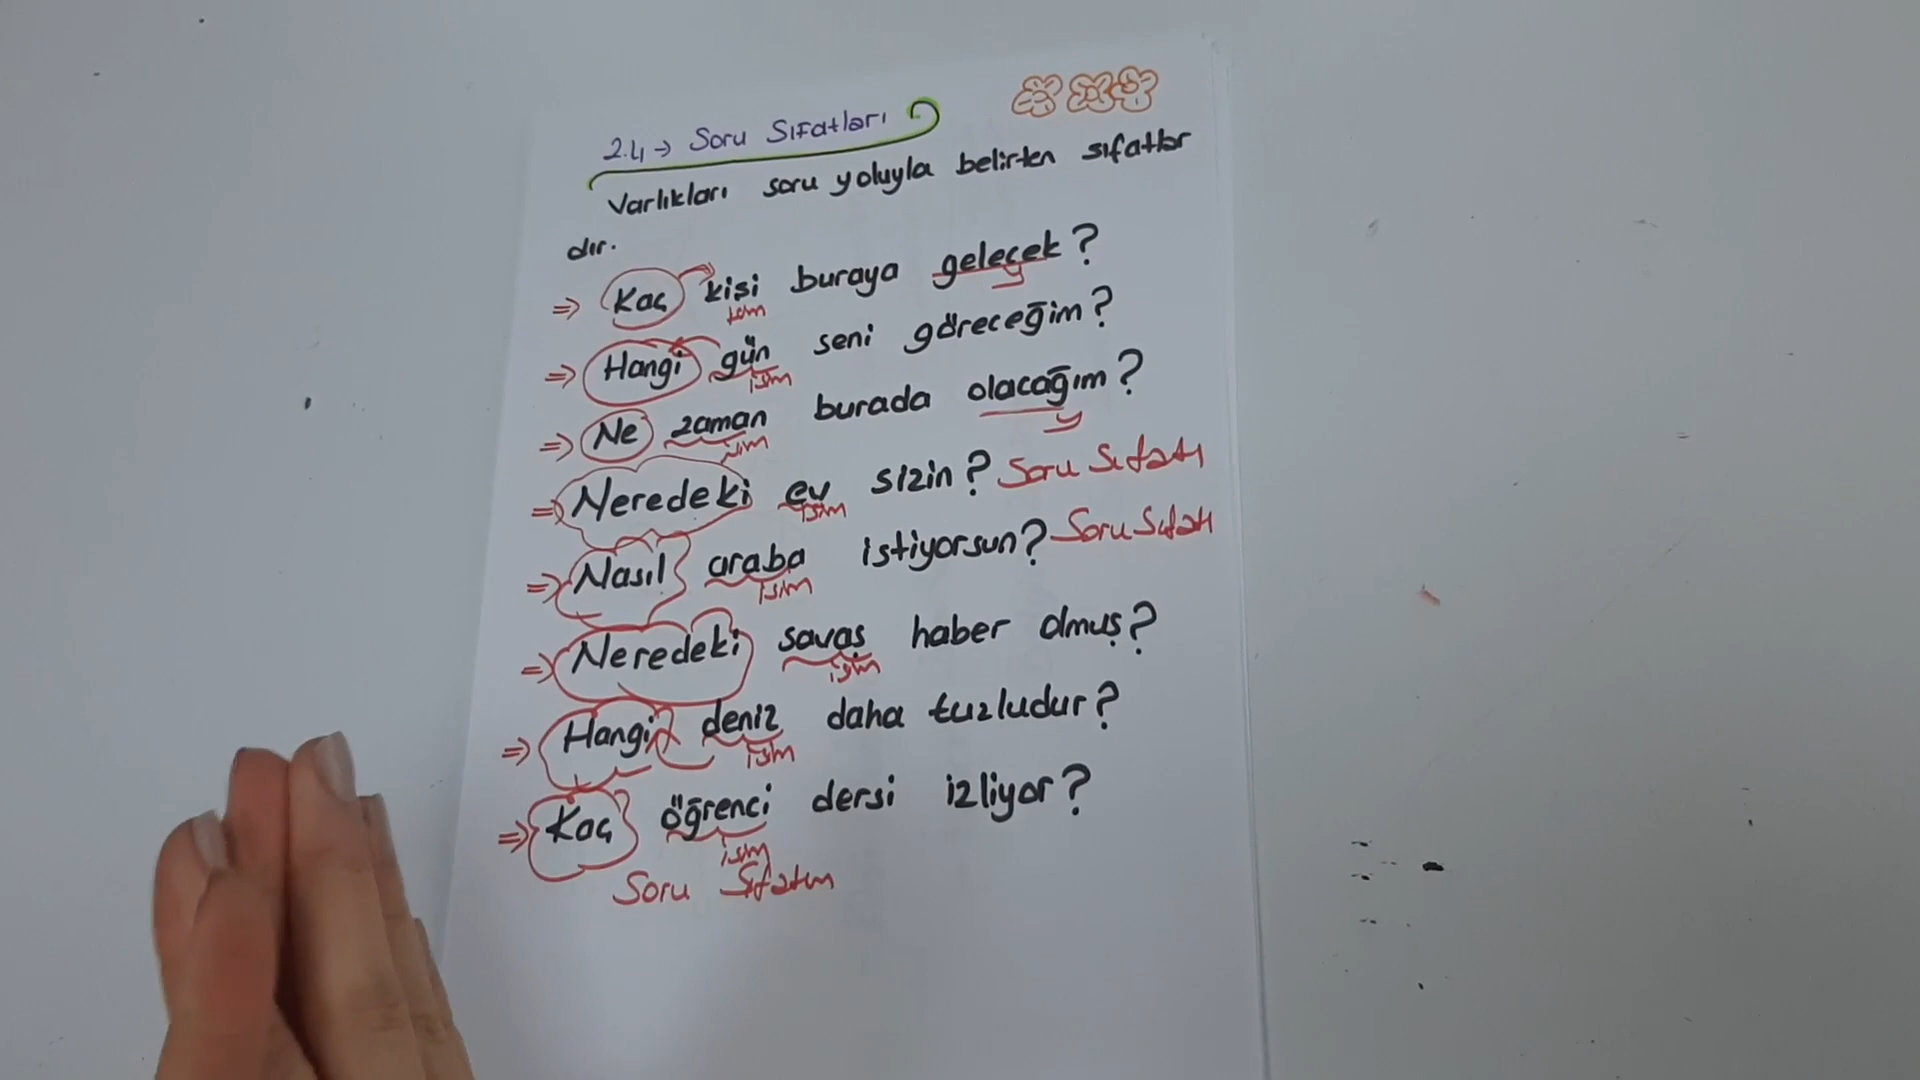 2.4 → Soru Sıfatları
Varlıkları soru yoluyla belirten sıfatlar
dır.
⇒ Kaç kişi buraya gelecek?
isim
⇒ Hangi gün seni göreceğim?
isim
⇒ Ne zaman burada olacağım?
isim
⇒ Neredeki ev sizin? Soru Sıfatı
isim
⇒ Nasıl araba istiyorsun? Soru Sıfatı
isim
⇒ Neredeki savaş haber olmuş?
isim
⇒ Hangi deniz daha tuzludur?
isim
⇒ Kaç öğrenci dersi izliyor?
isim
Soru